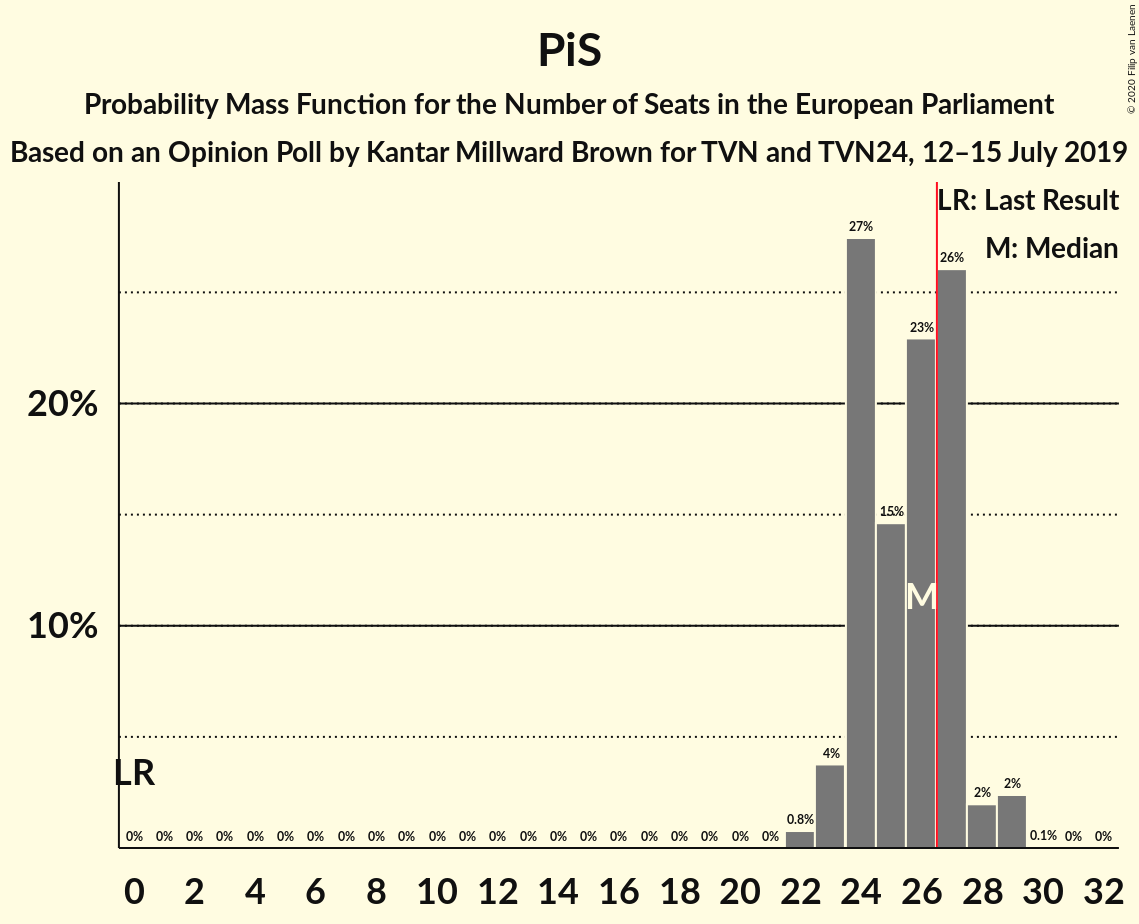 PiS
Probability Mass Function for the Number of Seats in the European Parliament
Based on an Opinion Poll by Kantar Millward Brown for TVN and TVN24, 12–15 July 2019
© 2020 Filip van Laenen
LR: Last Result
M: Median
27%
26%
23%
20%
15%
M
10%
4%
LR
2%
2%
0.8%
0% 0% 0% 0% 0% 0% 0% 0% 0% 0% 0% 0% 0% 0% 0% 0% 0% 0% 0% 0% 0% 0% 0.1% 0% 0%
0 2 4 6 8 10 12 14 16 18 20 22 24 26 28 30 32